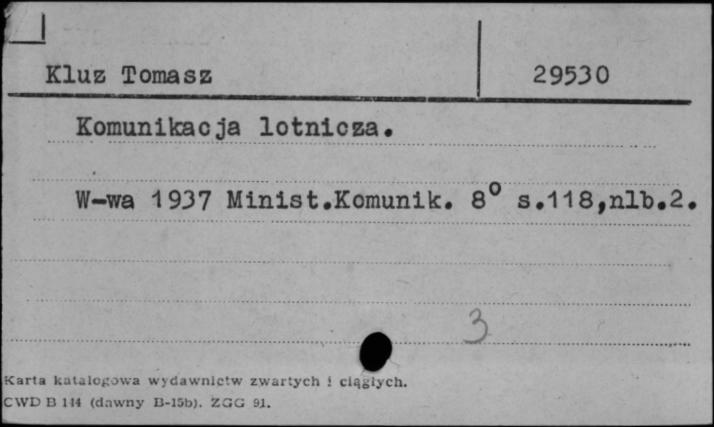 Kluz Tomasz 29530
Komunikacja lotnicza.
W-wa 1937 Minist.Komunik. 8° s.118,nlb.2.
3
Karta katalogowa wydawnictw zwartych i ciągłych.
CWD B 144 (dawny B-15b). ZGG 91.